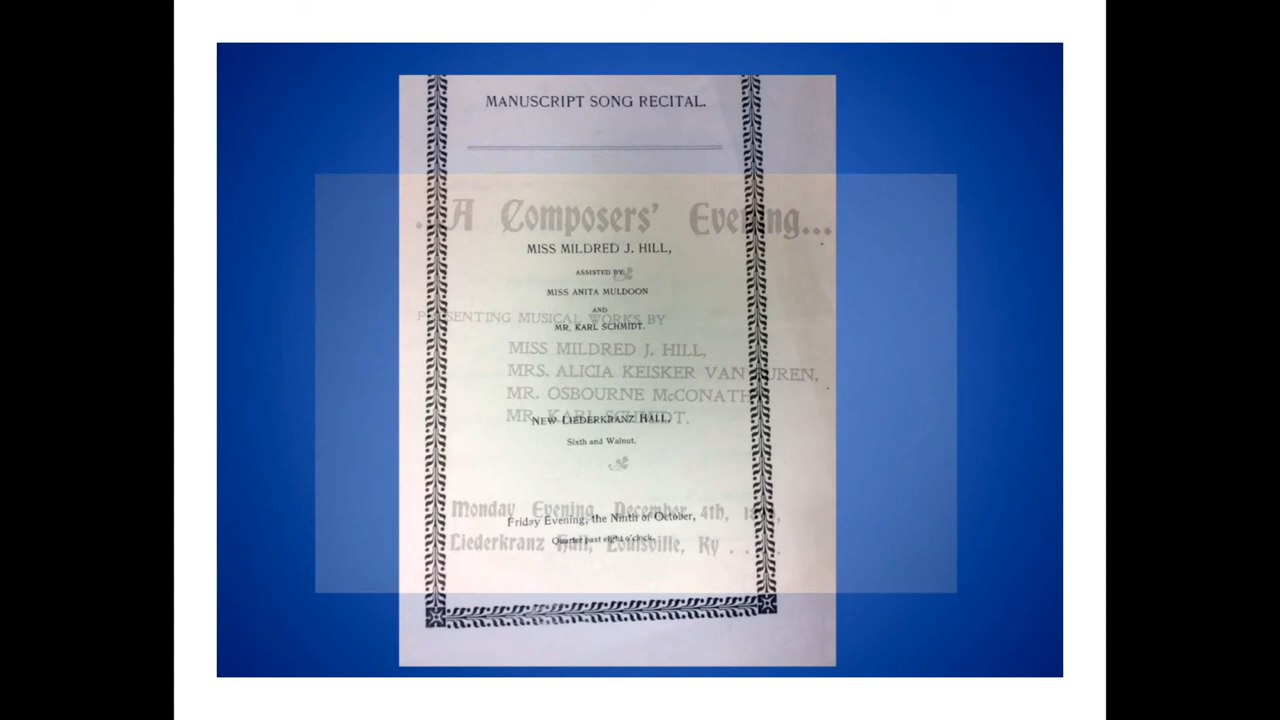 MANUSCRIPT SONG RECITAL.
. . A Composers' Evening...
MISS MILDRED J. HILL,
ASSISTED BY
MISS ANITA MULDOON
AND
PRESENTING MUSICAL WORKS BY
MR. KARL SCHMIDT.
MISS MILDRED J. HILL,
MRS. ALICIA KEISKER VAN BUREN,
MR. OSBOURNE McCONATHY
MR. KARL SCHMIDT.
NEW LIEDERKRANZ HALL,
Sixth and Walnut.
Monday Evening, December 4th,
Friday Evening, the Ninth of October,
Quarter past eight o'clock.
Liederkranz Hall, Louisville, Ky . . .